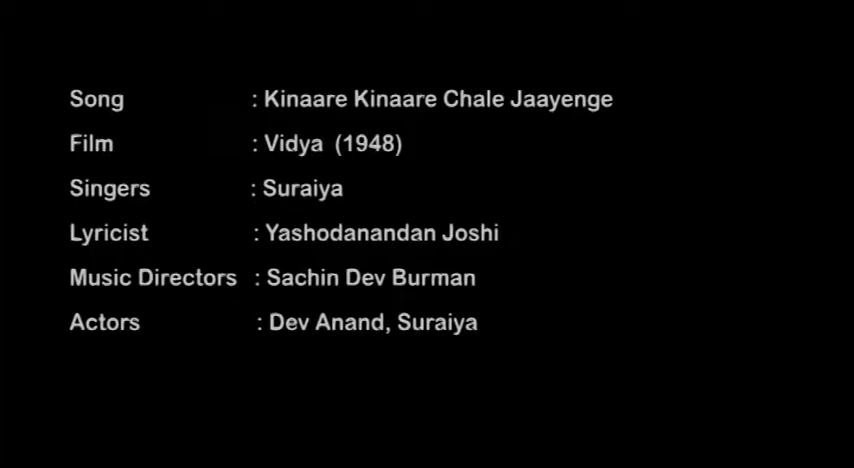 Song : Kinaare Kinaare Chale Jaayenge
Film : Vidya (1948)
Singers : Suraiya
Lyricist : Yashodanandan Joshi
Music Directors : Sachin Dev Burman
Actors : Dev Anand, Suraiya